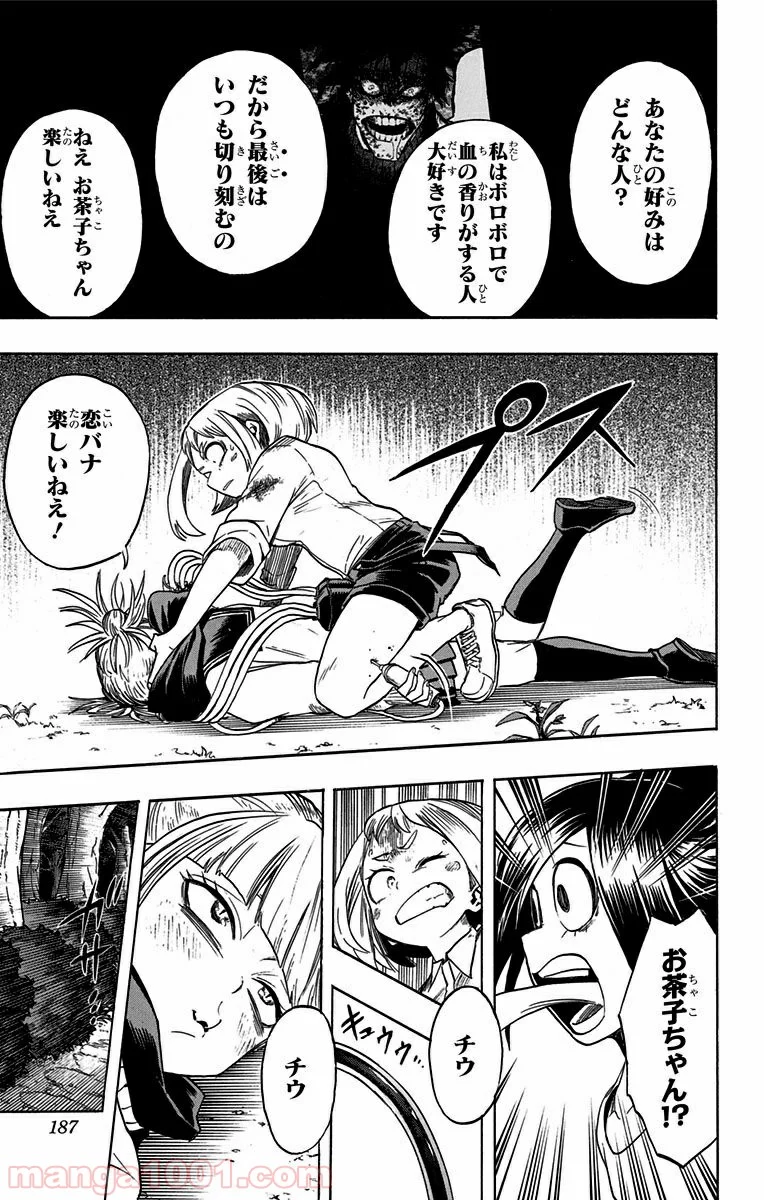 あなたの好みは
どんな人？
私はボロボロで
血の香りがする人
大好きです
だから最後は
いつも切り刻むの
ねえ お茶子ちゃん
楽しいねえ
プス
恋バナ
楽しいねえ！
お茶子ちゃん!?
チウ
キュウゥ…
チウ
ガサ
187
manga1001.com